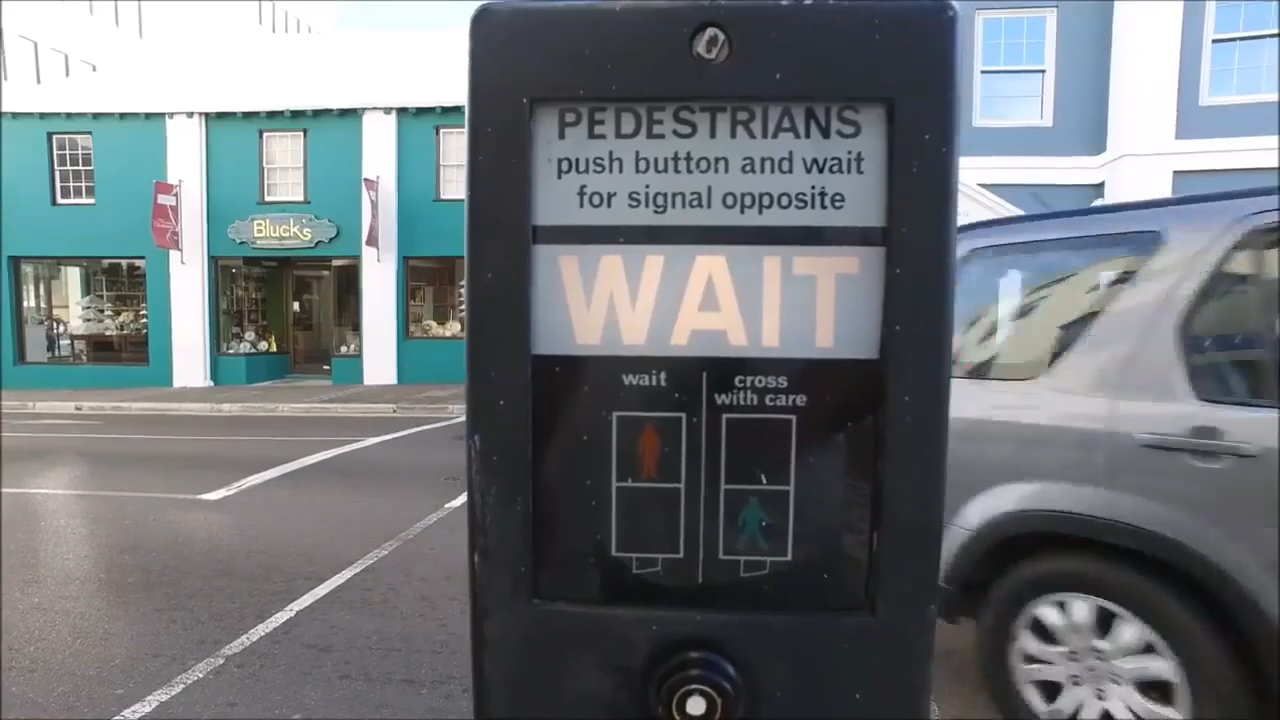 Bluck's
PEDESTRIANS
push button and wait
for signal opposite
WAIT
wait
cross
with care